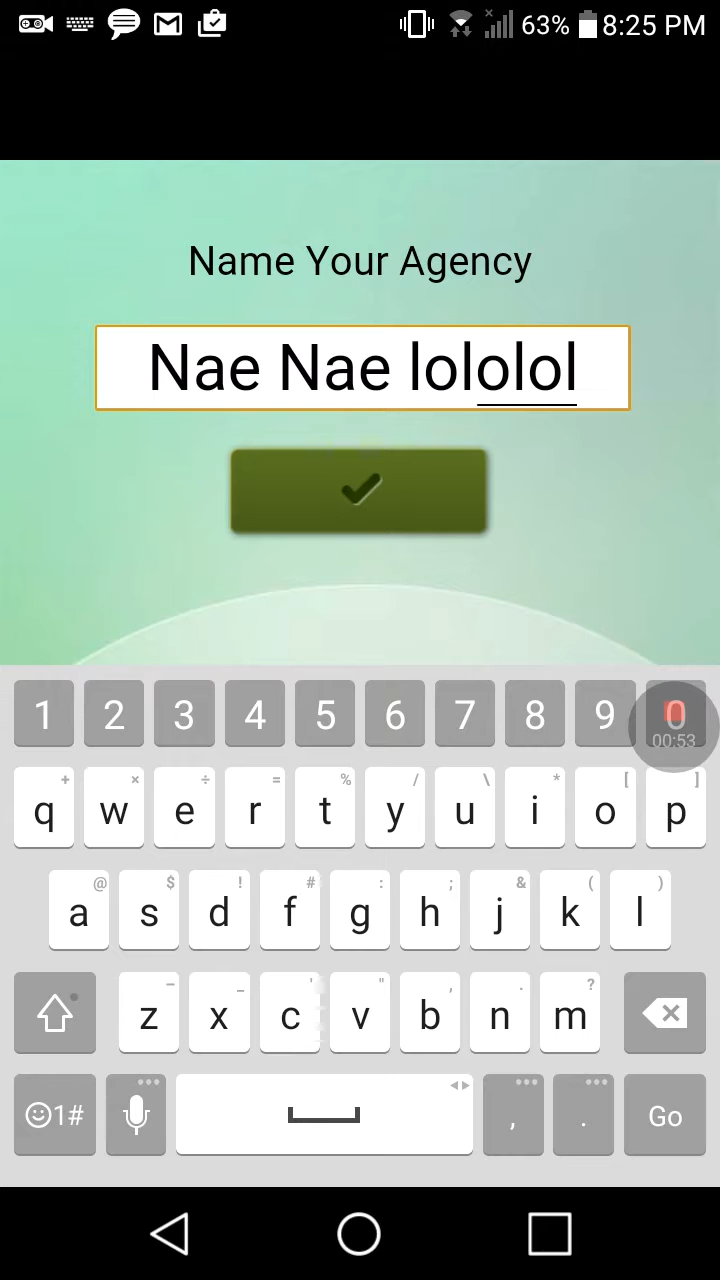 63% 8:25 PM
Name Your Agency
Nae Nae lololol
1 2 3 4 5 6 7 8 9 0
00:53
+ × ÷ = % / \ * [ ]
q w e r t y u i o p
@ $ ! # : ; & ( )
a s d f g h j k l
– _ ' " , . ?
z x c v b n m
1# , . Go